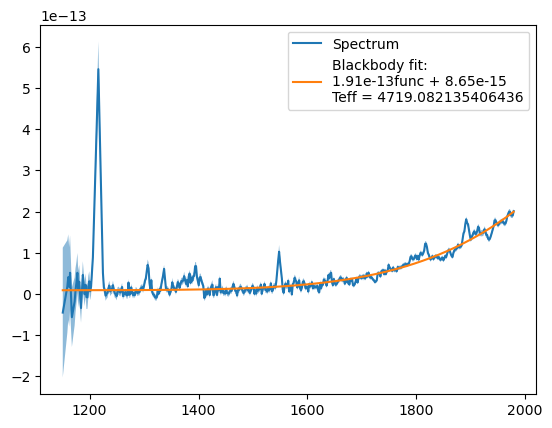 1e−13
Spectrum
Blackbody fit:
1.91e-13func + 8.65e-15
Teff = 4719.082135406436
6
5
4
3
2
1
0
−1
−2
1200
1400
1600
1800
2000